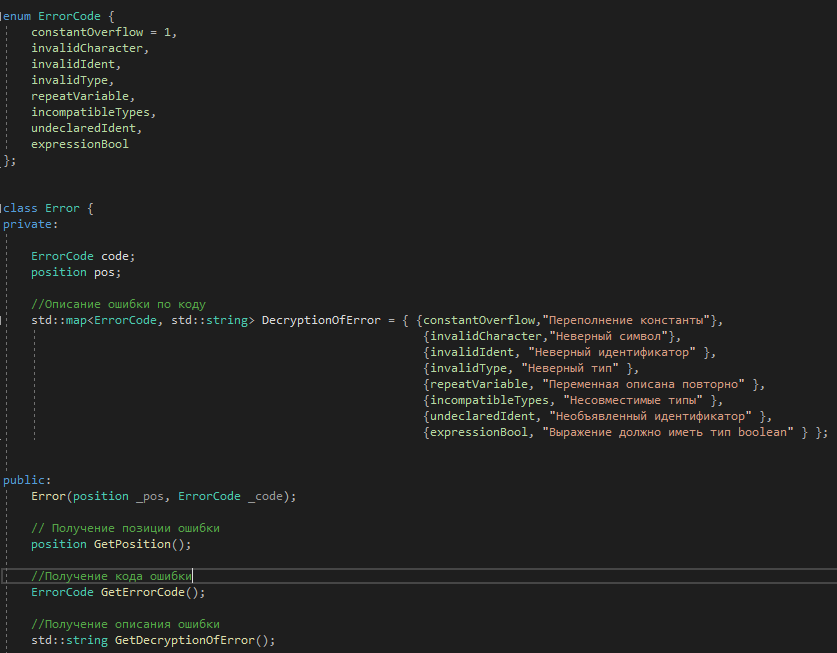 enum ErrorCode {
constantOverflow = 1,
invalidCharacter,
invalidIdent,
invalidType,
repeatVariable,
incompatibleTypes,
undeclaredIdent,
expressionBool
};
class Error {
private:
ErrorCode code;
position pos;
//Описание ошибки по коду
std::map<ErrorCode, std::string> DecryptionOfError = { {constantOverflow,"Переполнение константы"},
{invalidCharacter,"Неверный символ"},
{invalidIdent, "Неверный идентификатор" },
{invalidType, "Неверный тип" },
{repeatVariable, "Переменная описана повторно" },
{incompatibleTypes, "Несовместимые типы" },
{undeclaredIdent, "Необъявленный идентификатор" },
{expressionBool, "Выражение должно иметь тип boolean" } };
public:
Error(position _pos, ErrorCode _code);
// Получение позиции ошибки
position GetPosition();
//Получение кода ошибки
ErrorCode GetErrorCode();
//Получение описания ошибки
std::string GetDecryptionOfError();